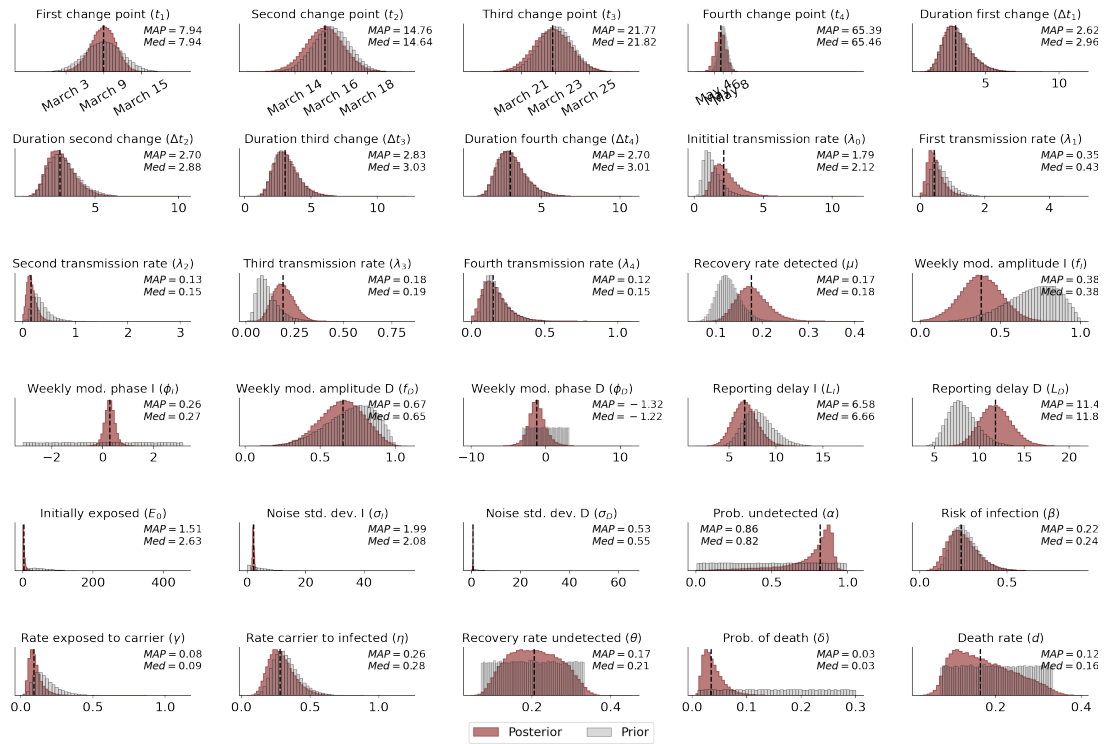 First change point (t₁)
MAP = 7.94
Med = 7.94
March 3
March 9
March 15
Second change point (t₂)
MAP = 14.76
Med = 14.64
March 14
March 16
March 18
Third change point (t₃)
MAP = 21.77
Med = 21.82
March 21
March 23
March 25
Fourth change point (t₄)
MAP = 65.39
Med = 65.46
May 8
Duration first change (Δt₁)
MAP = 2.62
Med = 2.96
5 10
Duration second change (Δt₂)
MAP = 2.70
Med = 2.88
5 10
Duration third change (Δt₃)
MAP = 2.83
Med = 3.03
0 5 10
Duration fourth change (Δt₄)
MAP = 2.70
Med = 3.01
5 10
Inititial transmission rate (λ₀)
MAP = 1.79
Med = 2.12
0 5 10
First transmission rate (λ₁)
MAP = 0.35
Med = 0.43
0 2 4
Second transmission rate (λ₂)
MAP = 0.13
Med = 0.15
0 1 2 3
Third transmission rate (λ₃)
MAP = 0.18
Med = 0.19
0.00 0.25 0.50 0.75
Fourth transmission rate (λ₄)
MAP = 0.12
Med = 0.15
0.0 0.5 1.0
Recovery rate detected (μ)
MAP = 0.17
Med = 0.18
0.1 0.2 0.3 0.4
Weekly mod. amplitude I (f_I)
MAP = 0.38
Med = 0.38
0.0 0.5 1.0
Weekly mod. phase I (ϕ_I)
MAP = 0.26
Med = 0.27
−2 0 2
Weekly mod. amplitude D (f_D)
MAP = 0.67
Med = 0.65
0.0 0.5 1.0
Weekly mod. phase D (ϕ_D)
MAP = − 1.32
Med = − 1.22
−10 0 10
Reporting delay I (L_I)
MAP = 6.58
Med = 6.66
5 10 15
Reporting delay D (L_D)
MAP = 11.4
Med = 11.8
5 10 15 20
Initially exposed (E₀)
MAP = 1.51
Med = 2.63
0 200 400
Noise std. dev. I (σ_I)
MAP = 1.99
Med = 2.08
0 20 40
Noise std. dev. D (σ_D)
MAP = 0.53
Med = 0.55
0 20 40 60
Prob. undetected (α)
MAP = 0.86
Med = 0.82
0.0 0.5 1.0
Risk of infection (β)
MAP = 0.22
Med = 0.24
0.0 0.5
Rate exposed to carrier (γ)
MAP = 0.08
Med = 0.09
0.0 0.5 1.0
Rate carrier to infected (η)
MAP = 0.26
Med = 0.28
0.0 0.5 1.0
Recovery rate undetected (θ)
MAP = 0.17
Med = 0.21
0.2 0.4
Prob. of death (δ)
MAP = 0.03
Med = 0.03
0.0 0.1 0.2 0.3
Death rate (d)
MAP = 0.12
Med = 0.16
0.0 0.2 0.4
Posterior
Prior